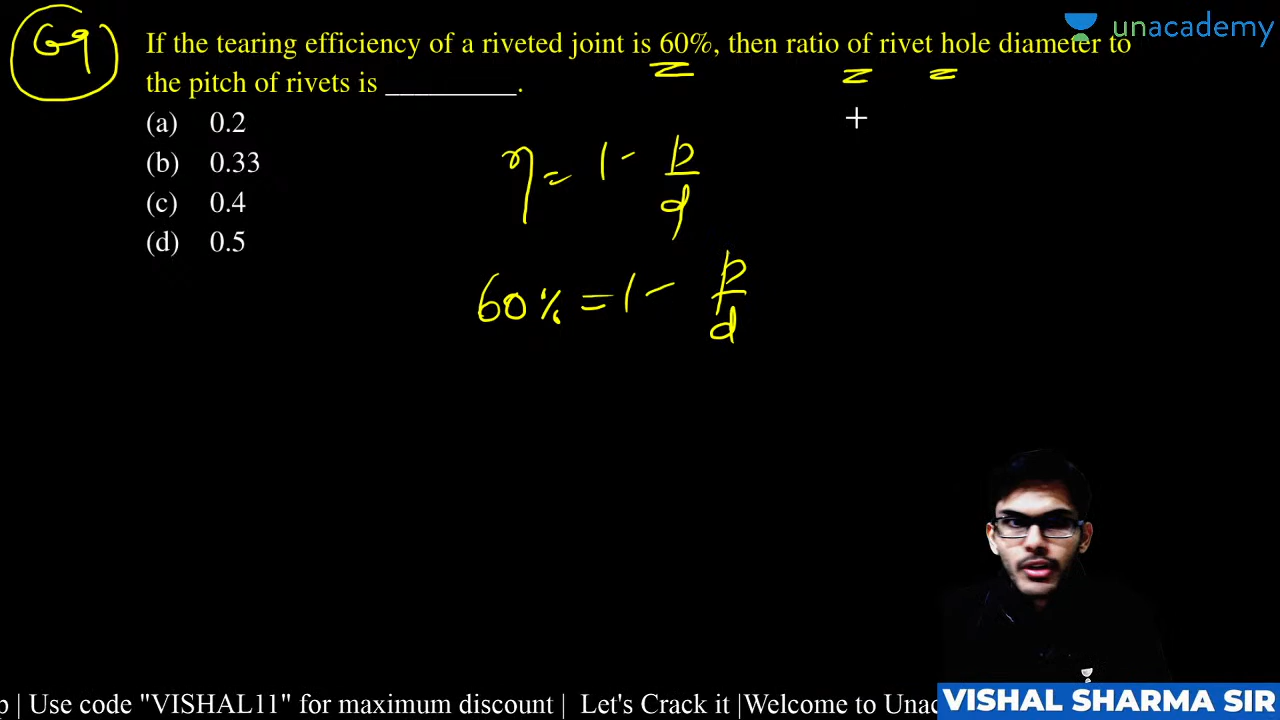 unacademy
G9
If the tearing efficiency of a riveted joint is 60%, then ratio of rivet hole diameter to
the pitch of rivets is _________.
(a) 0.2
(b) 0.33
(c) 0.4
(d) 0.5
η = 1 - p/d
60% = 1 - p/d
p | Use code "VISHAL11" for maximum discount | Let's Crack it |Welcome to Unac
VISHAL SHARMA SIR